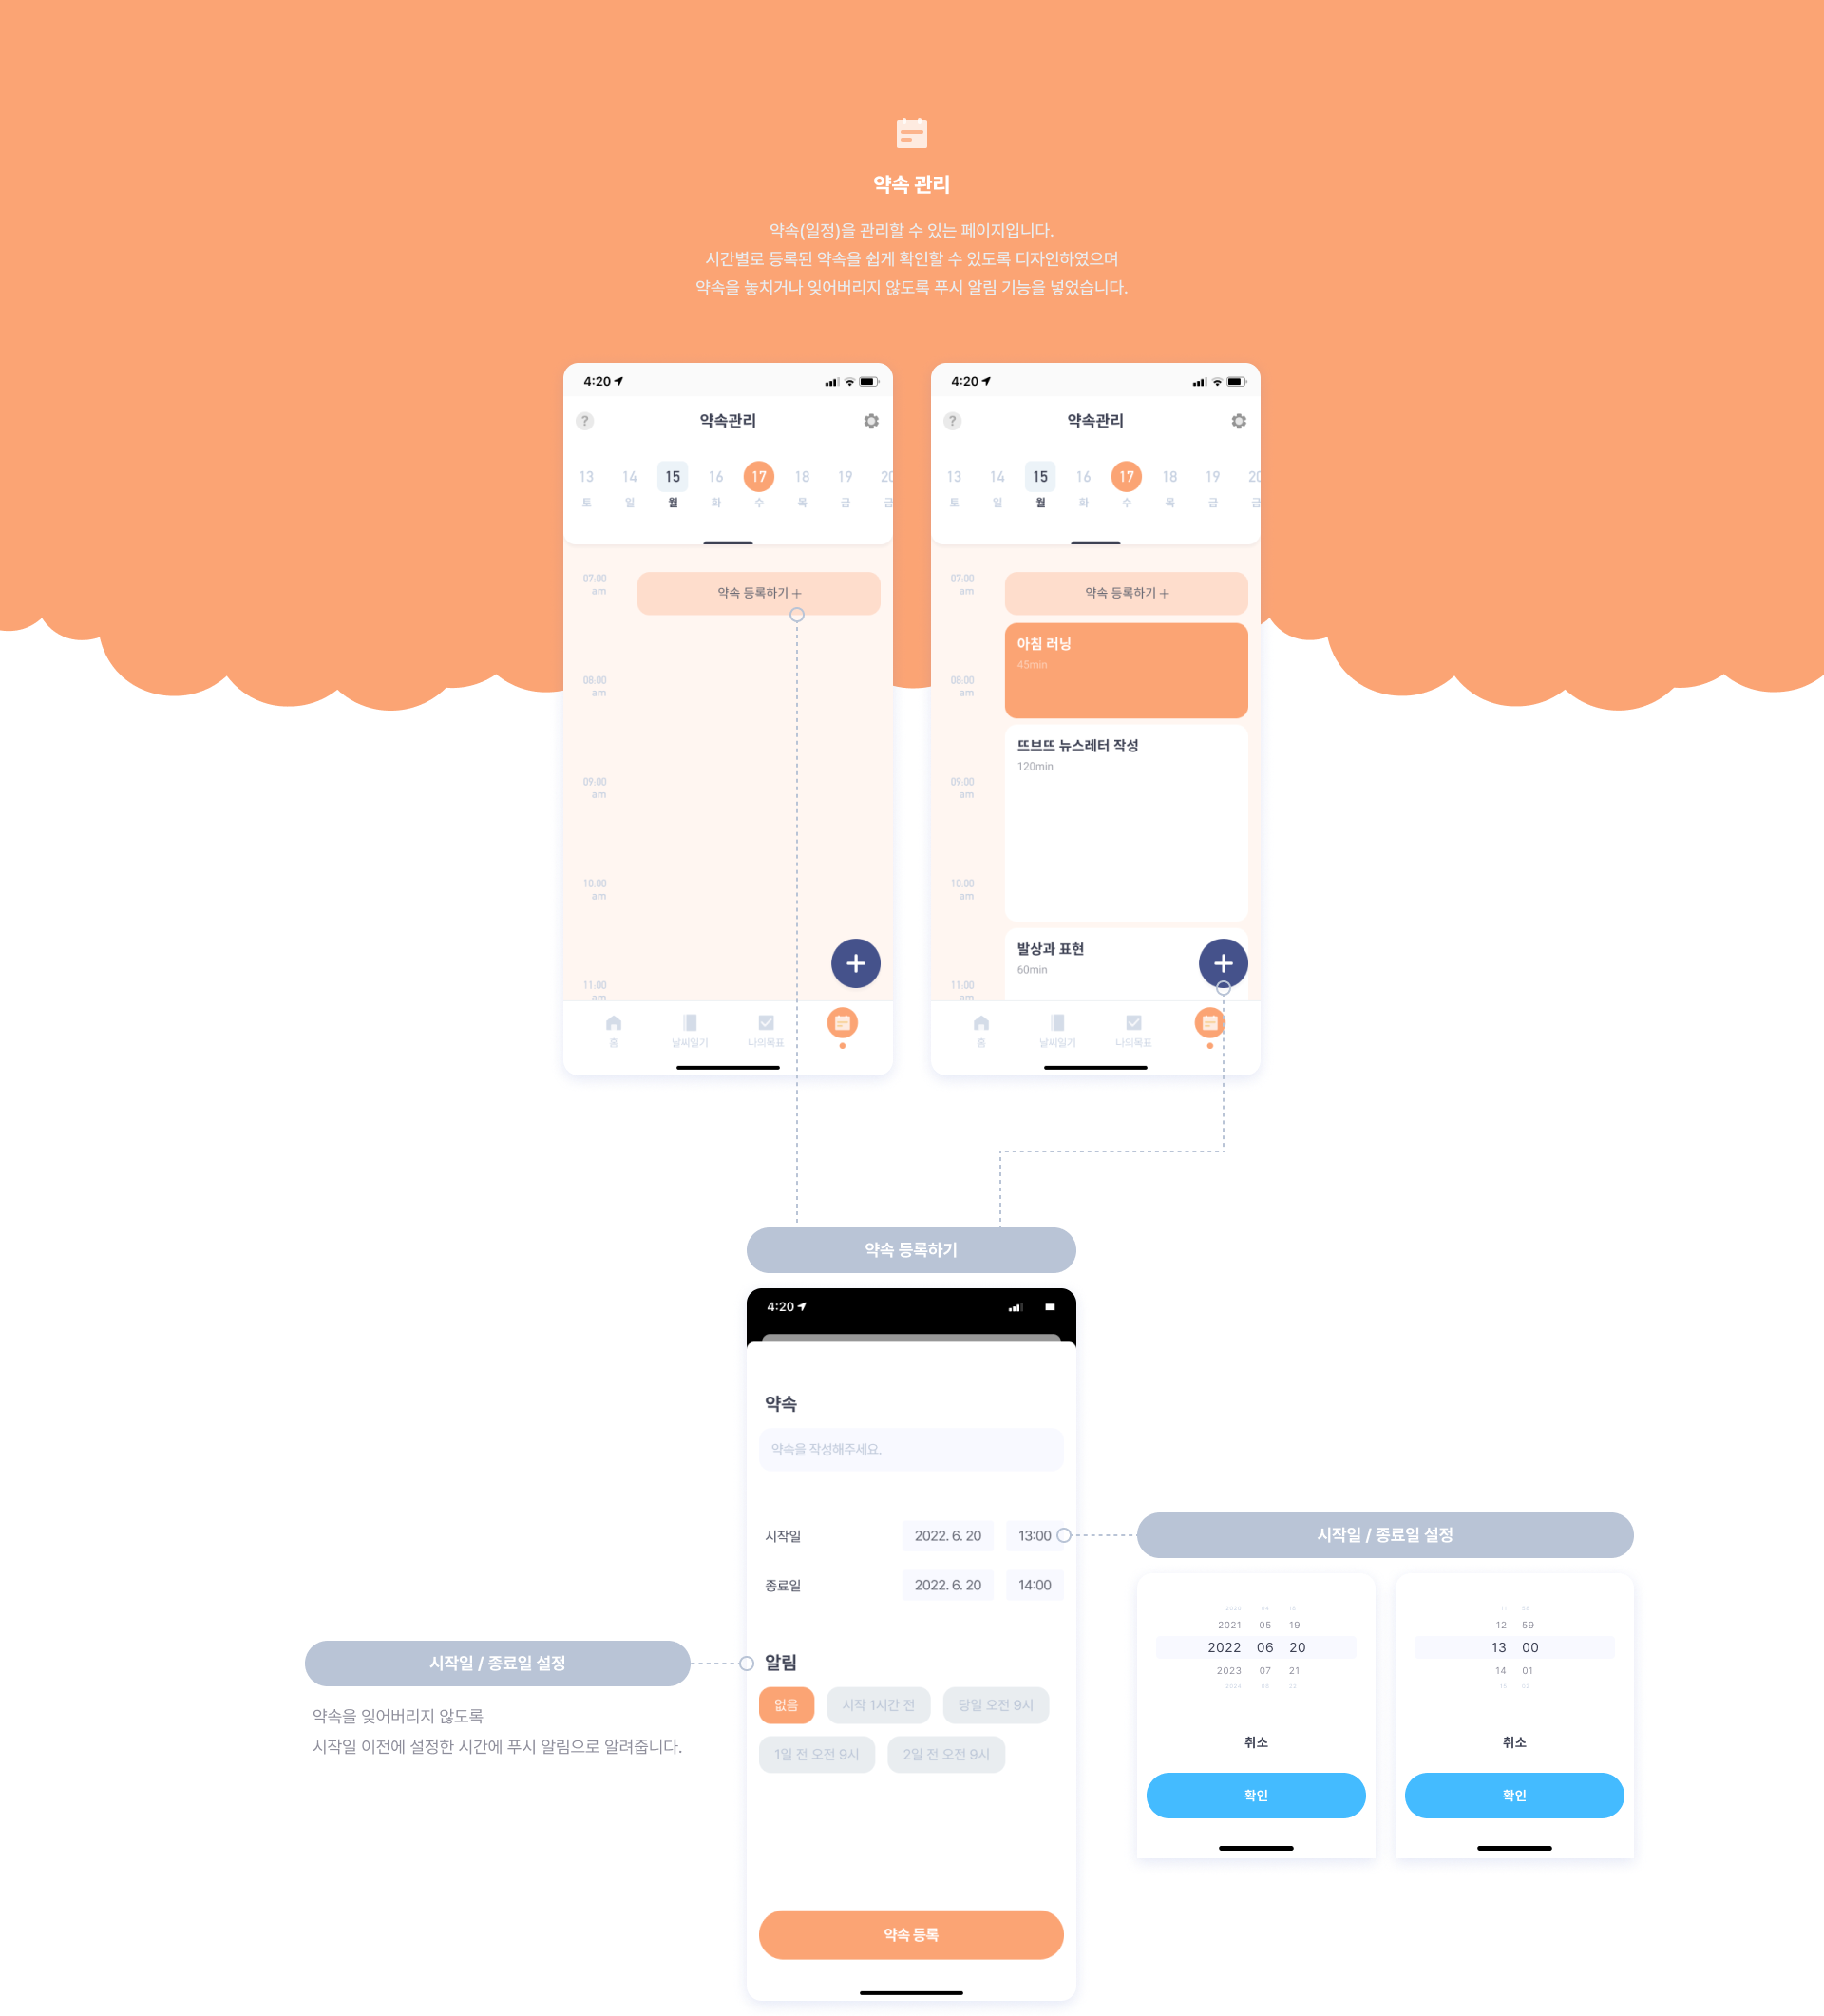 약속 관리
약속(일정)을 관리할 수 있는 페이지입니다.
시간별로 등록된 약속을 쉽게 확인할 수 있도록 디자인하였으며
약속을 놓치거나 잊어버리지 않도록 푸시 알림 기능을 넣었습니다.
4:20
?
약속관리
13 14 15 16 17 18 19 20
토 일 월 화 수 목 금 금
07:00 am
약속 등록하기 +
08:00 am
09:00 am
10:00 am
11:00 am
홈 날씨일기 나의목표
4:20
?
약속관리
13 14 15 16 17 18 19 20
토 일 월 화 수 목 금 금
07:00 am
약속 등록하기 +
아침 러닝
45min
08:00 am
뜨브뜨 뉴스레터 작성
120min
09:00 am
10:00 am
발상과 표현
60min
11:00 am
홈 날씨일기 나의목표
약속 등록하기
4:20
약속
약속을 작성해주세요.
시작일 2022. 6. 20 13:00
종료일 2022. 6. 20 14:00
알림
없음 시작 1시간 전 당일 오전 9시
1일 전 오전 9시 2일 전 오전 9시
약속 등록
시작일 / 종료일 설정
약속을 잊어버리지 않도록
시작일 이전에 설정한 시간에 푸시 알림으로 알려줍니다.
시작일 / 종료일 설정
2020 04 18
2021 05 19
2022 06 20
2023 07 21
취소
확인
11 58
12 59
13 00
14 01
15 02
취소
확인